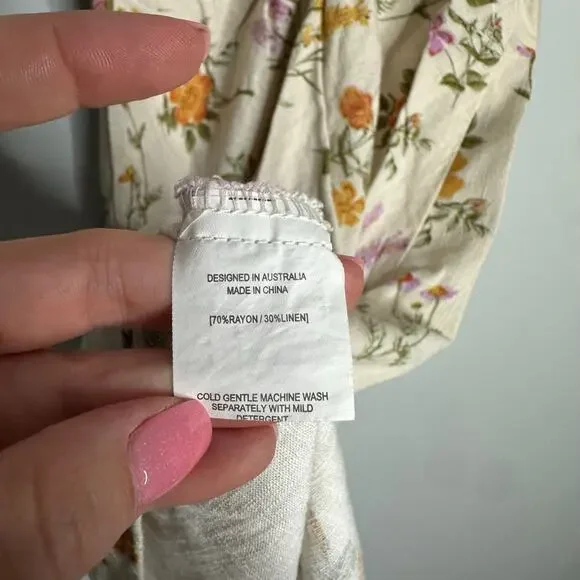 DESIGNED IN AUSTRALIA
MADE IN CHINA
[70%RAYON / 30%LINEN]
COLD GENTLE MACHINE WASH
SEPARATELY WITH MILD
DETERGENT